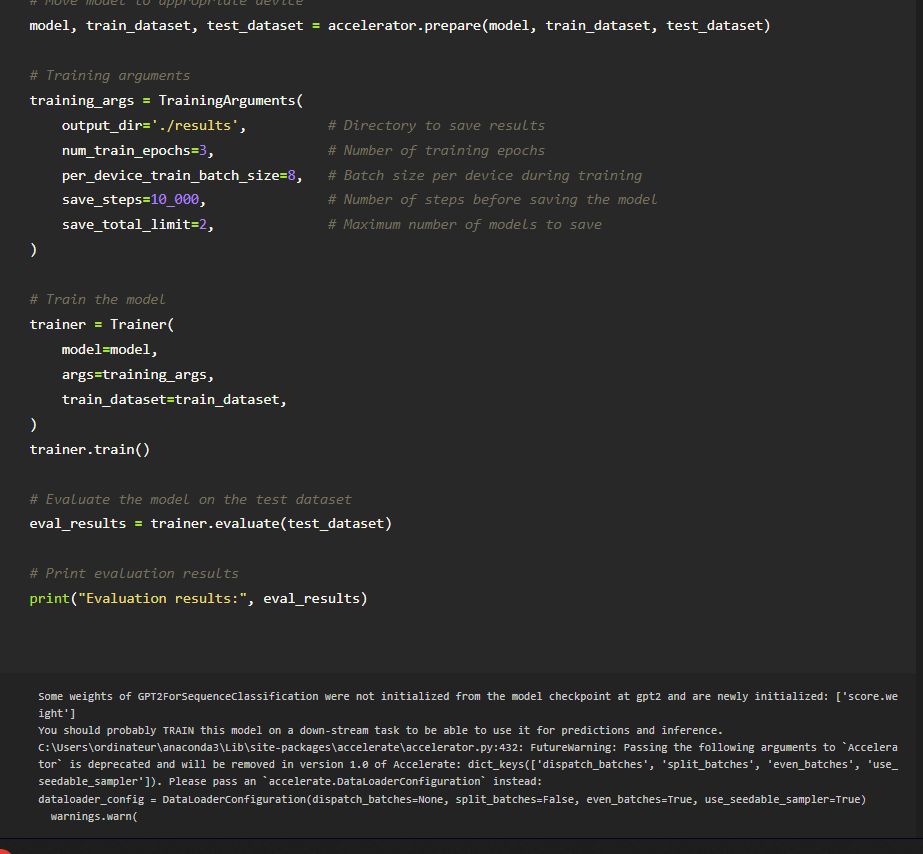 # Move model to appropriate device
model, train_dataset, test_dataset = accelerator.prepare(model, train_dataset, test_dataset)
# Training arguments
training_args = TrainingArguments(
    output_dir='./results',          # Directory to save results
    num_train_epochs=3,              # Number of training epochs
    per_device_train_batch_size=8,   # Batch size per device during training
    save_steps=10_000,               # Number of steps before saving the model
    save_total_limit=2,              # Maximum number of models to save
)
# Train the model
trainer = Trainer(
    model=model,
    args=training_args,
    train_dataset=train_dataset,
)
trainer.train()
# Evaluate the model on the test dataset
eval_results = trainer.evaluate(test_dataset)
# Print evaluation results
print("Evaluation results:", eval_results)
Some weights of GPT2ForSequenceClassification were not initialized from the model checkpoint at gpt2 and are newly initialized: ['score.we
ight']
You should probably TRAIN this model on a down-stream task to be able to use it for predictions and inference.
C:\Users\ordinateur\anaconda3\Lib\site-packages\accelerate\accelerator.py:432: FutureWarning: Passing the following arguments to `Accelera
tor` is deprecated and will be removed in version 1.0 of Accelerate: dict_keys(['dispatch_batches', 'split_batches', 'even_batches', 'use_
seedable_sampler']). Please pass an `accelerate.DataLoaderConfiguration` instead:
dataloader_config = DataLoaderConfiguration(dispatch_batches=None, split_batches=False, even_batches=True, use_seedable_sampler=True)
  warnings.warn(